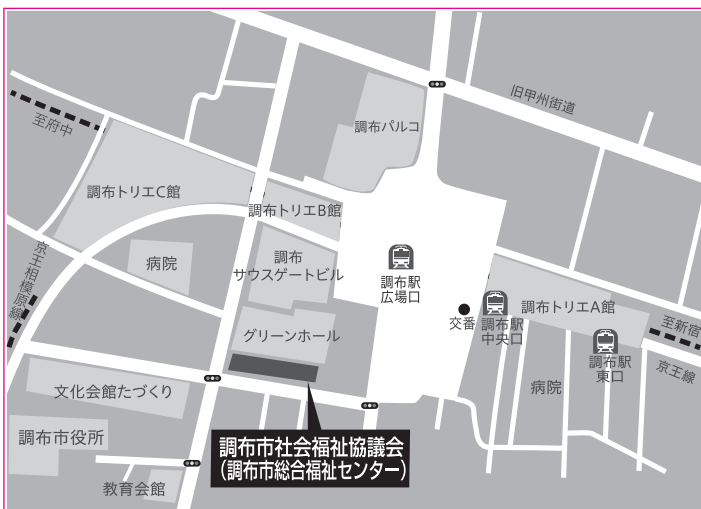 旧甲州街道
至府中
調布パルコ
調布トリエC館
調布トリエB館
京王相模原線
病院
調布
サウスゲートビル
調布駅
広場口
グリーンホール
交番
調布駅
中央口
調布トリエA館
至新宿
調布駅
東口
京王線
病院
文化会館たづくり
調布市役所
調布市社会福祉協議会
(調布市総合福祉センター)
教育会館